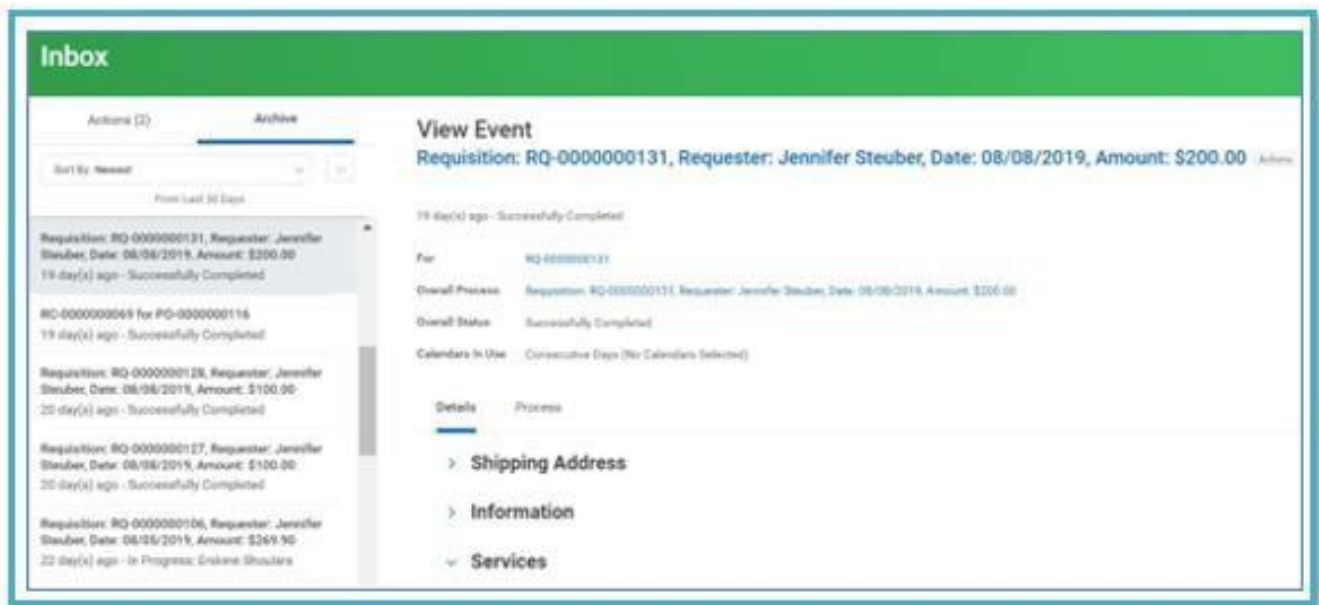 Inbox
Actions (2)
Archive
Sort By: Newest
From Last 30 Days
Requisition: RQ-0000000131, Requester: Jennifer
Steuber, Date: 08/08/2019, Amount: $200.00
19 day(s) ago - Successfully Completed
RC-0000000069 for PO-0000000116
19 day(s) ago - Successfully Completed
Requisition: RQ-0000000128, Requester: Jennifer
Steuber, Date: 08/08/2019, Amount: $100.00
20 day(s) ago - Successfully Completed
Requisition: RQ-0000000127, Requester: Jennifer
Steuber, Date: 08/08/2019, Amount: $100.00
20 day(s) ago - Successfully Completed
Requisition: RQ-0000000106, Requester: Jennifer
Steuber, Date: 08/05/2019, Amount: $269.90
22 day(s) ago - In Progress: Erskine Shoulars
View Event
Requisition: RQ-0000000131, Requester: Jennifer Steuber, Date: 08/08/2019, Amount: $200.00 Actions
19 day(s) ago - Successfully Completed
For RQ-0000000131
Overall Process Requisition: RQ-0000000131, Requester: Jennifer Steuber, Date: 08/08/2019, Amount: $200.00
Overall Status Successfully Completed
Calendars In Use Consecutive Days (No Calendars Selected)
Details Process
Shipping Address
Information
Services